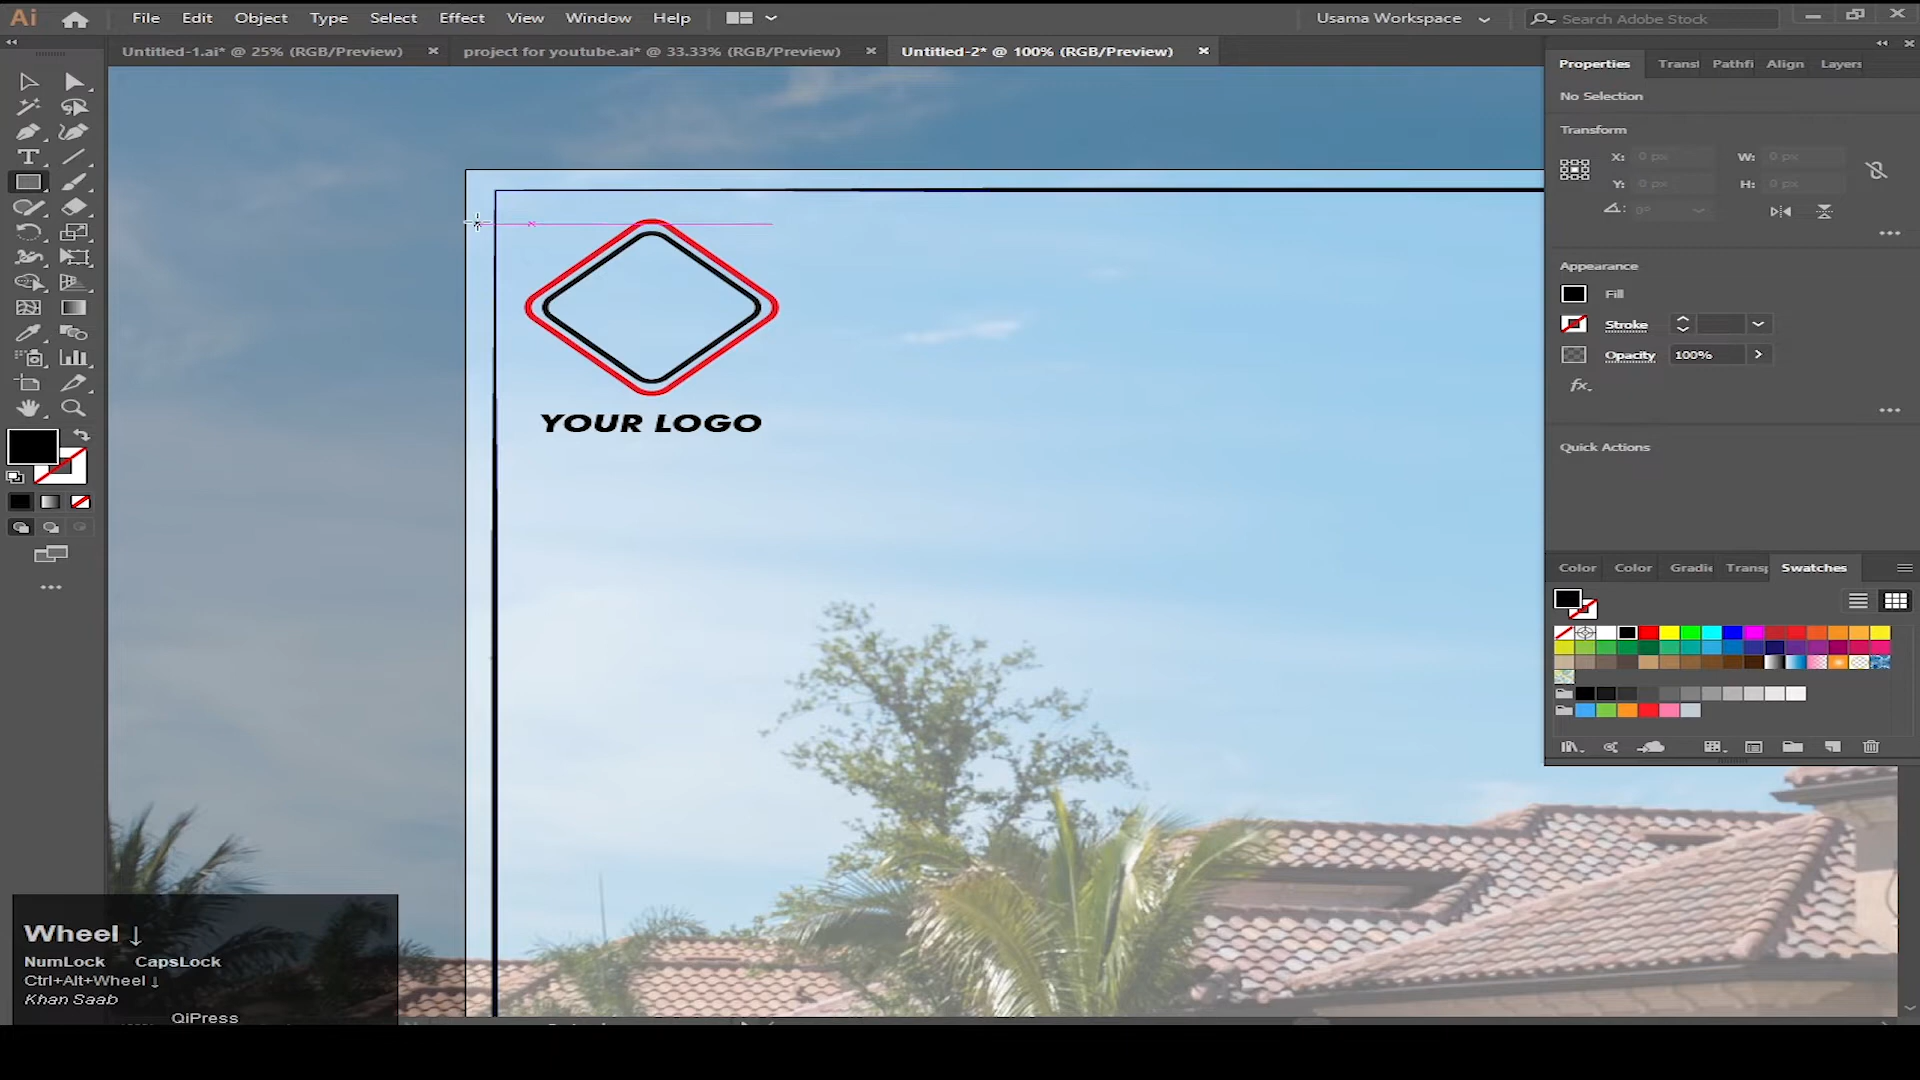 Ai File Edit Object Type Select Effect View Window Help Usama Workspace Search Adobe Stock
Untitled-1.ai* @ 25% (RGB/Preview) × project for youtube.ai* @ 33.33% (RGB/Preview) × Untitled-2* @ 100% (RGB/Preview) ×
Properties Transf Pathfi Align Layers
No Selection
Transform
X: 0 px W: 0 px
Y: 0 px H: 0 px
0°
Appearance
Fill
Stroke
Opacity 100%
fx.
Quick Actions
YOUR LOGO
Color Color Gradie Transp Swatches
Wheel ↓
NumLock CapsLock
Ctrl+Alt+Wheel ↓
Khan Saab
QiPress